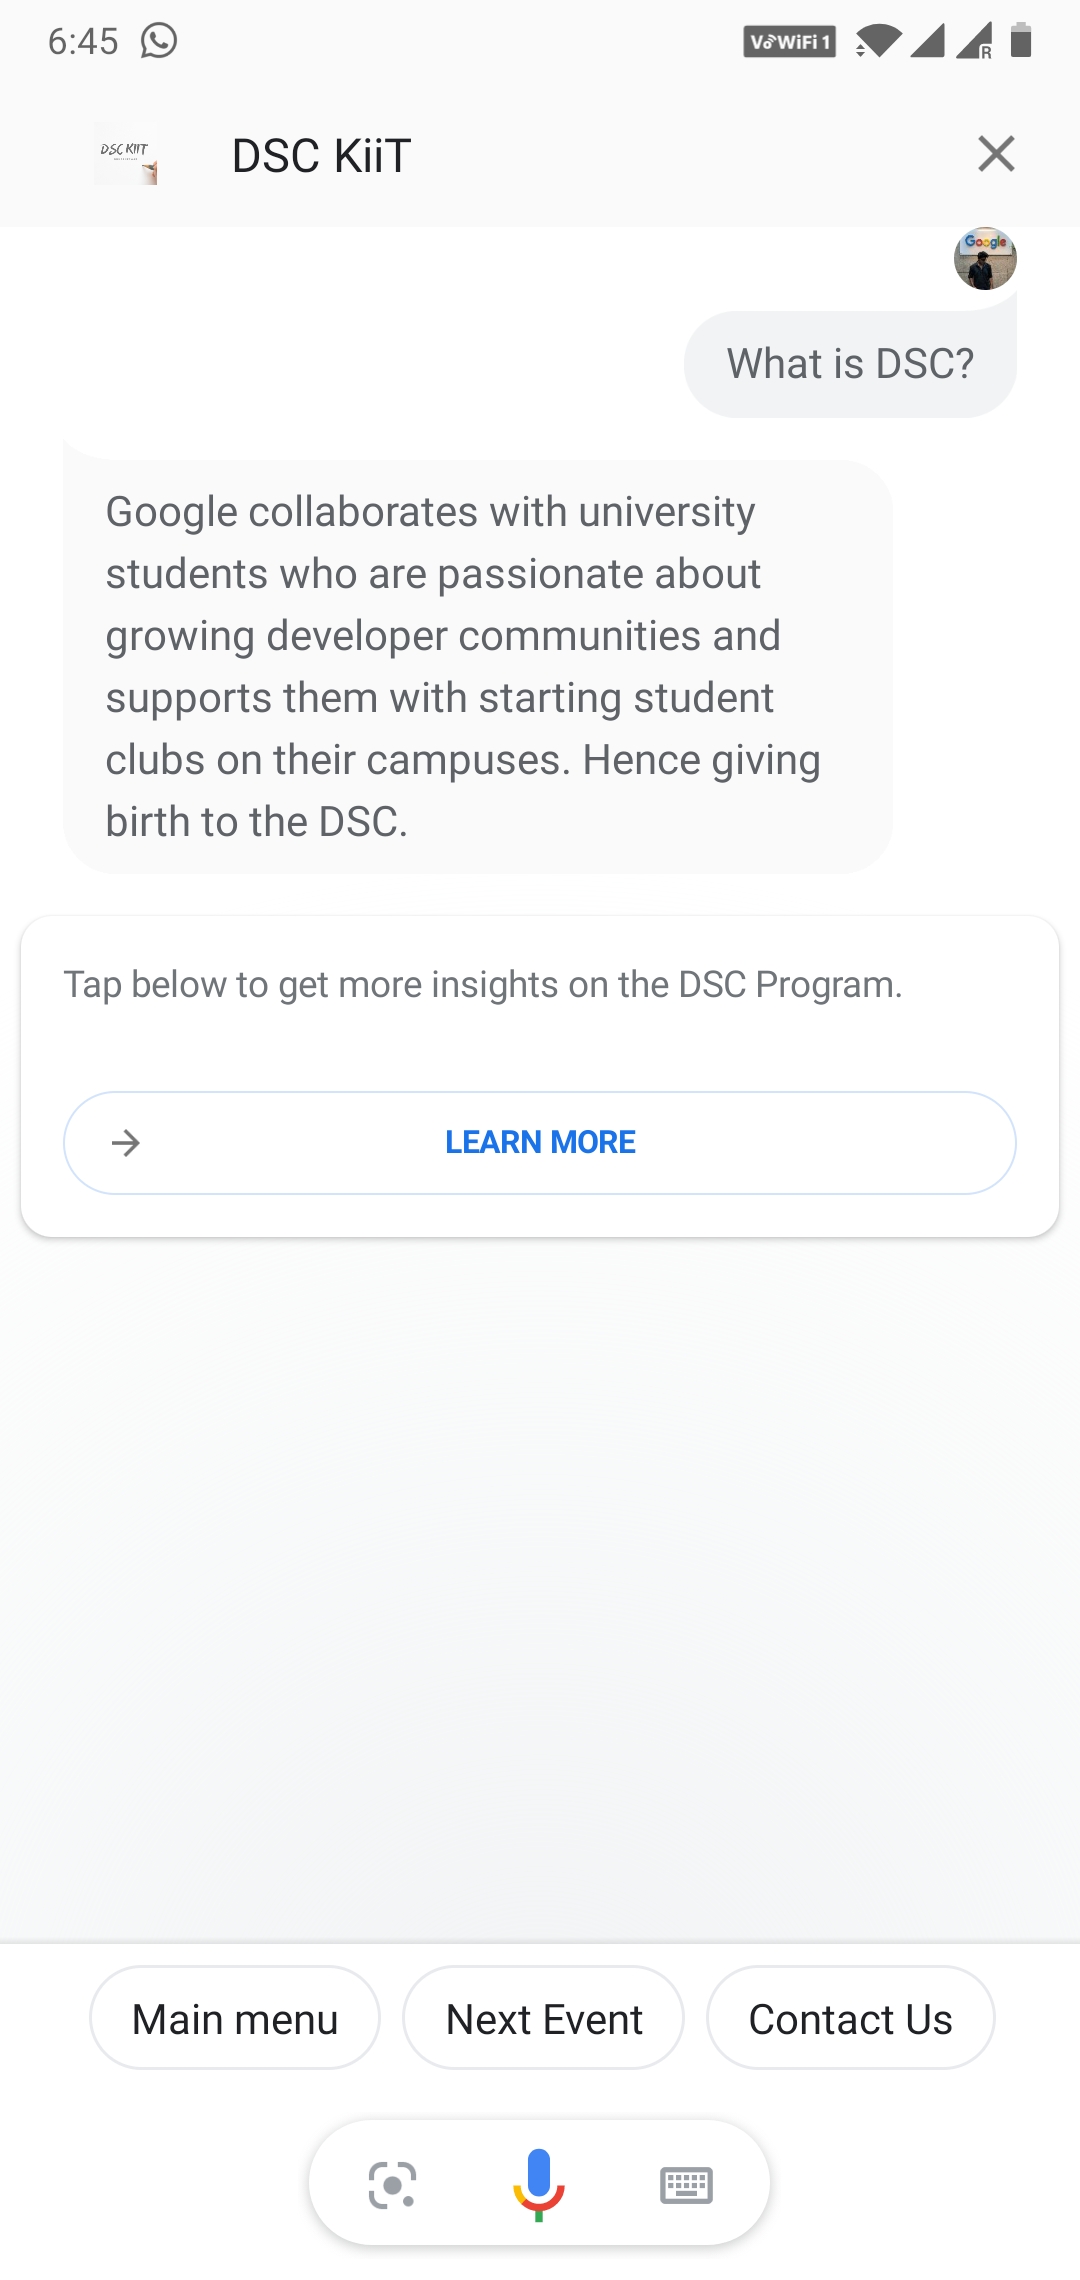 6:45
VoWiFi 1
R
DSC KIIT
DSC KiiT
Google
What is DSC?
Google collaborates with university
students who are passionate about
growing developer communities and
supports them with starting student
clubs on their campuses. Hence giving
birth to the DSC.
Tap below to get more insights on the DSC Program.
LEARN MORE
Main menu
Next Event
Contact Us